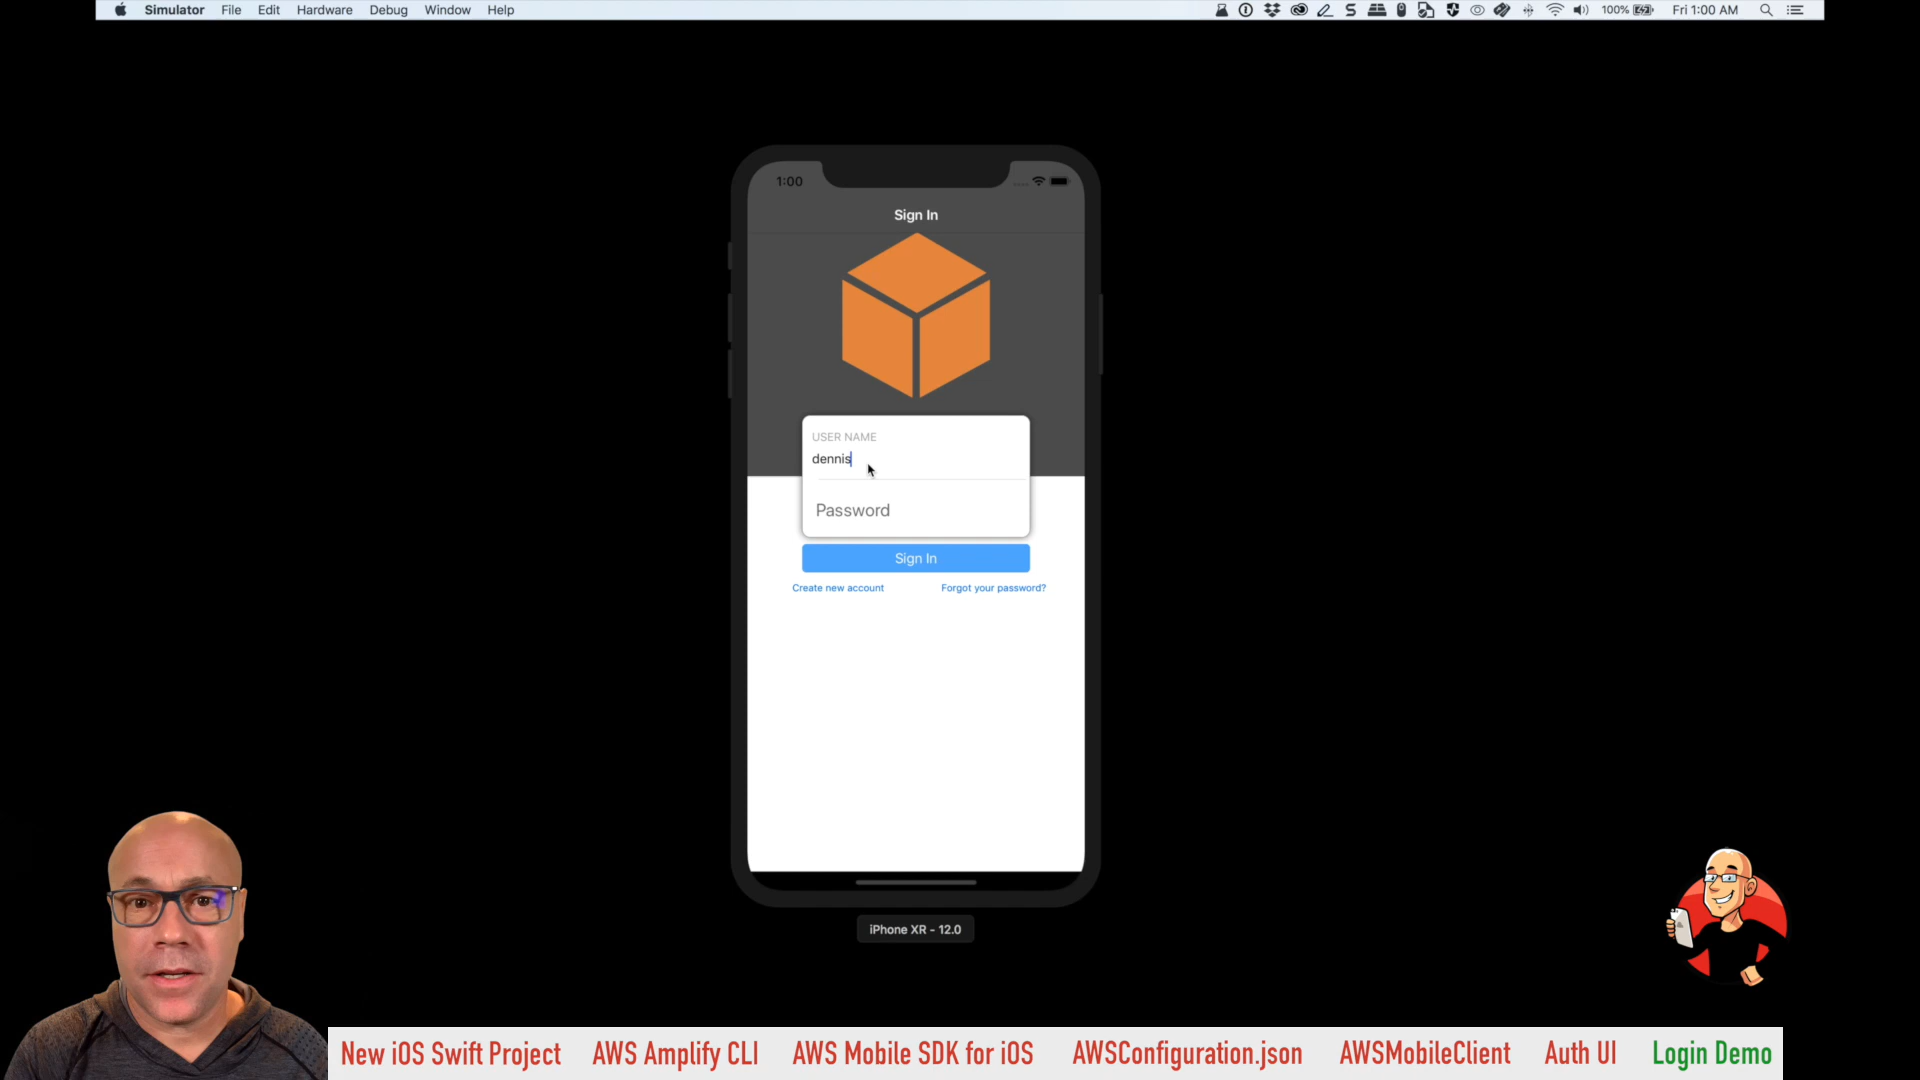 Simulator File Edit Hardware Debug Window Help
100% Fri 1:00 AM
1:00
Sign In
USER NAME
dennis
Password
Sign In
Create new account Forgot your password?
iPhone XR - 12.0
New iOS Swift Project AWS Amplify CLI AWS Mobile SDK for iOS AWSConfiguration.json AWSMobileClient Auth UI Login Demo